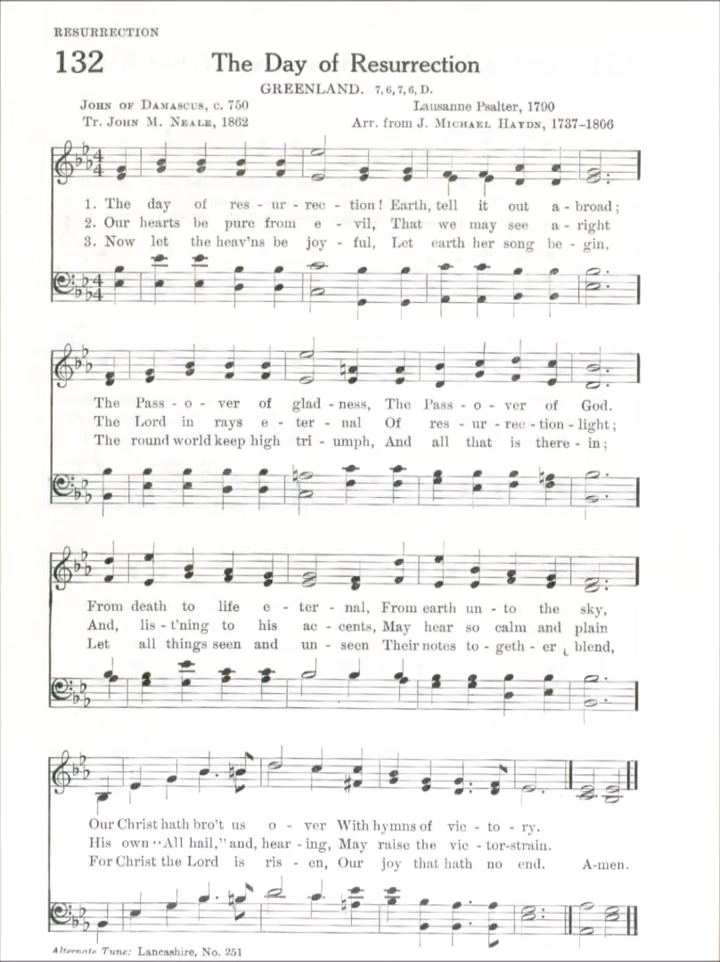 RESURRECTION
132 The Day of Resurrection
GREENLAND. 7, 6, 7, 6, D.
JOHN OF DAMASCUS, c. 750 Lausanne Psalter, 1790
Tr. JOHN M. NEALE, 1862 Arr. from J. MICHAEL HAYDN, 1737–1806
1. The day of res - ur - rec - tion! Earth, tell it out a - broad;
2. Our hearts be pure from e - vil, That we may see a - right
3. Now let the heav'ns be joy - ful, Let earth her song be - gin,
The Pass - o - ver of glad - ness, The Pass - o - ver of God.
The Lord in rays e - ter - nal Of res - ur - rec - tion - light;
The round world keep high tri - umph, And all that is there - in;
From death to life e - ter - nal, From earth un - to the sky,
And, lis - t'ning to his ac - cents, May hear so calm and plain
Let all things seen and un - seen Their notes to - geth - er blend,
Our Christ hath bro't us o - ver With hymns of vic - to - ry.
His own "All hail," and, hear - ing, May raise the vic - tor-strain.
For Christ the Lord is ris - en, Our joy that hath no end. A-men.
Alternate Tune: Lancashire, No. 251